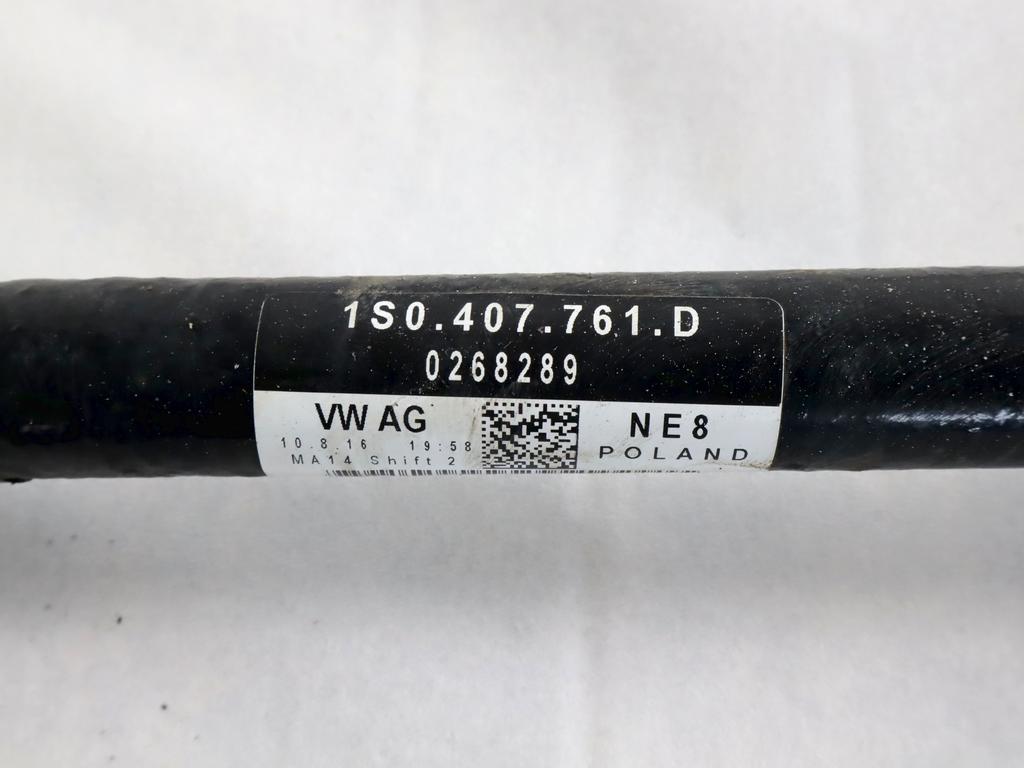 1S0.407.761.D
0268289
VW AG
10.8.16 19:58
MA14 Shift 2
NE8
POLAND